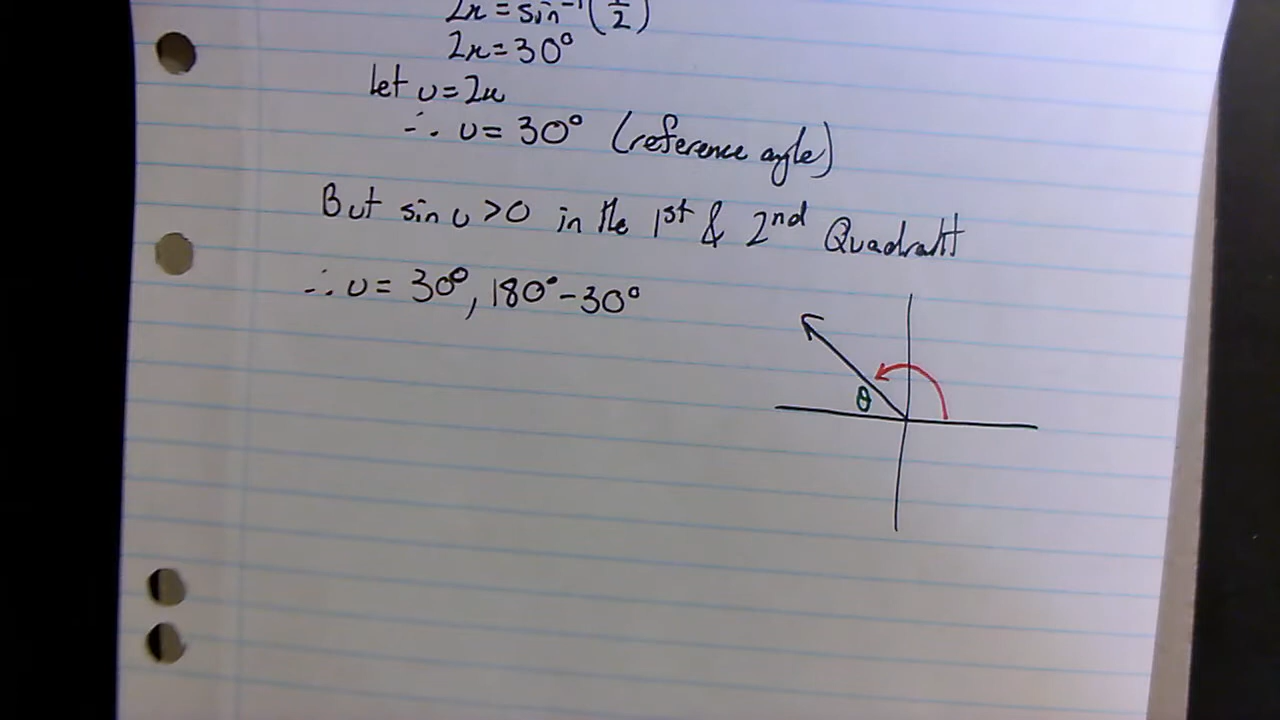 2x = sin⁻¹(1/2)
2x = 30°
let u = 2x
∴ u = 30° (reference angle)
But sin u > 0 in the 1st & 2nd Quadrant
∴ u = 30°, 180° - 30°
θ